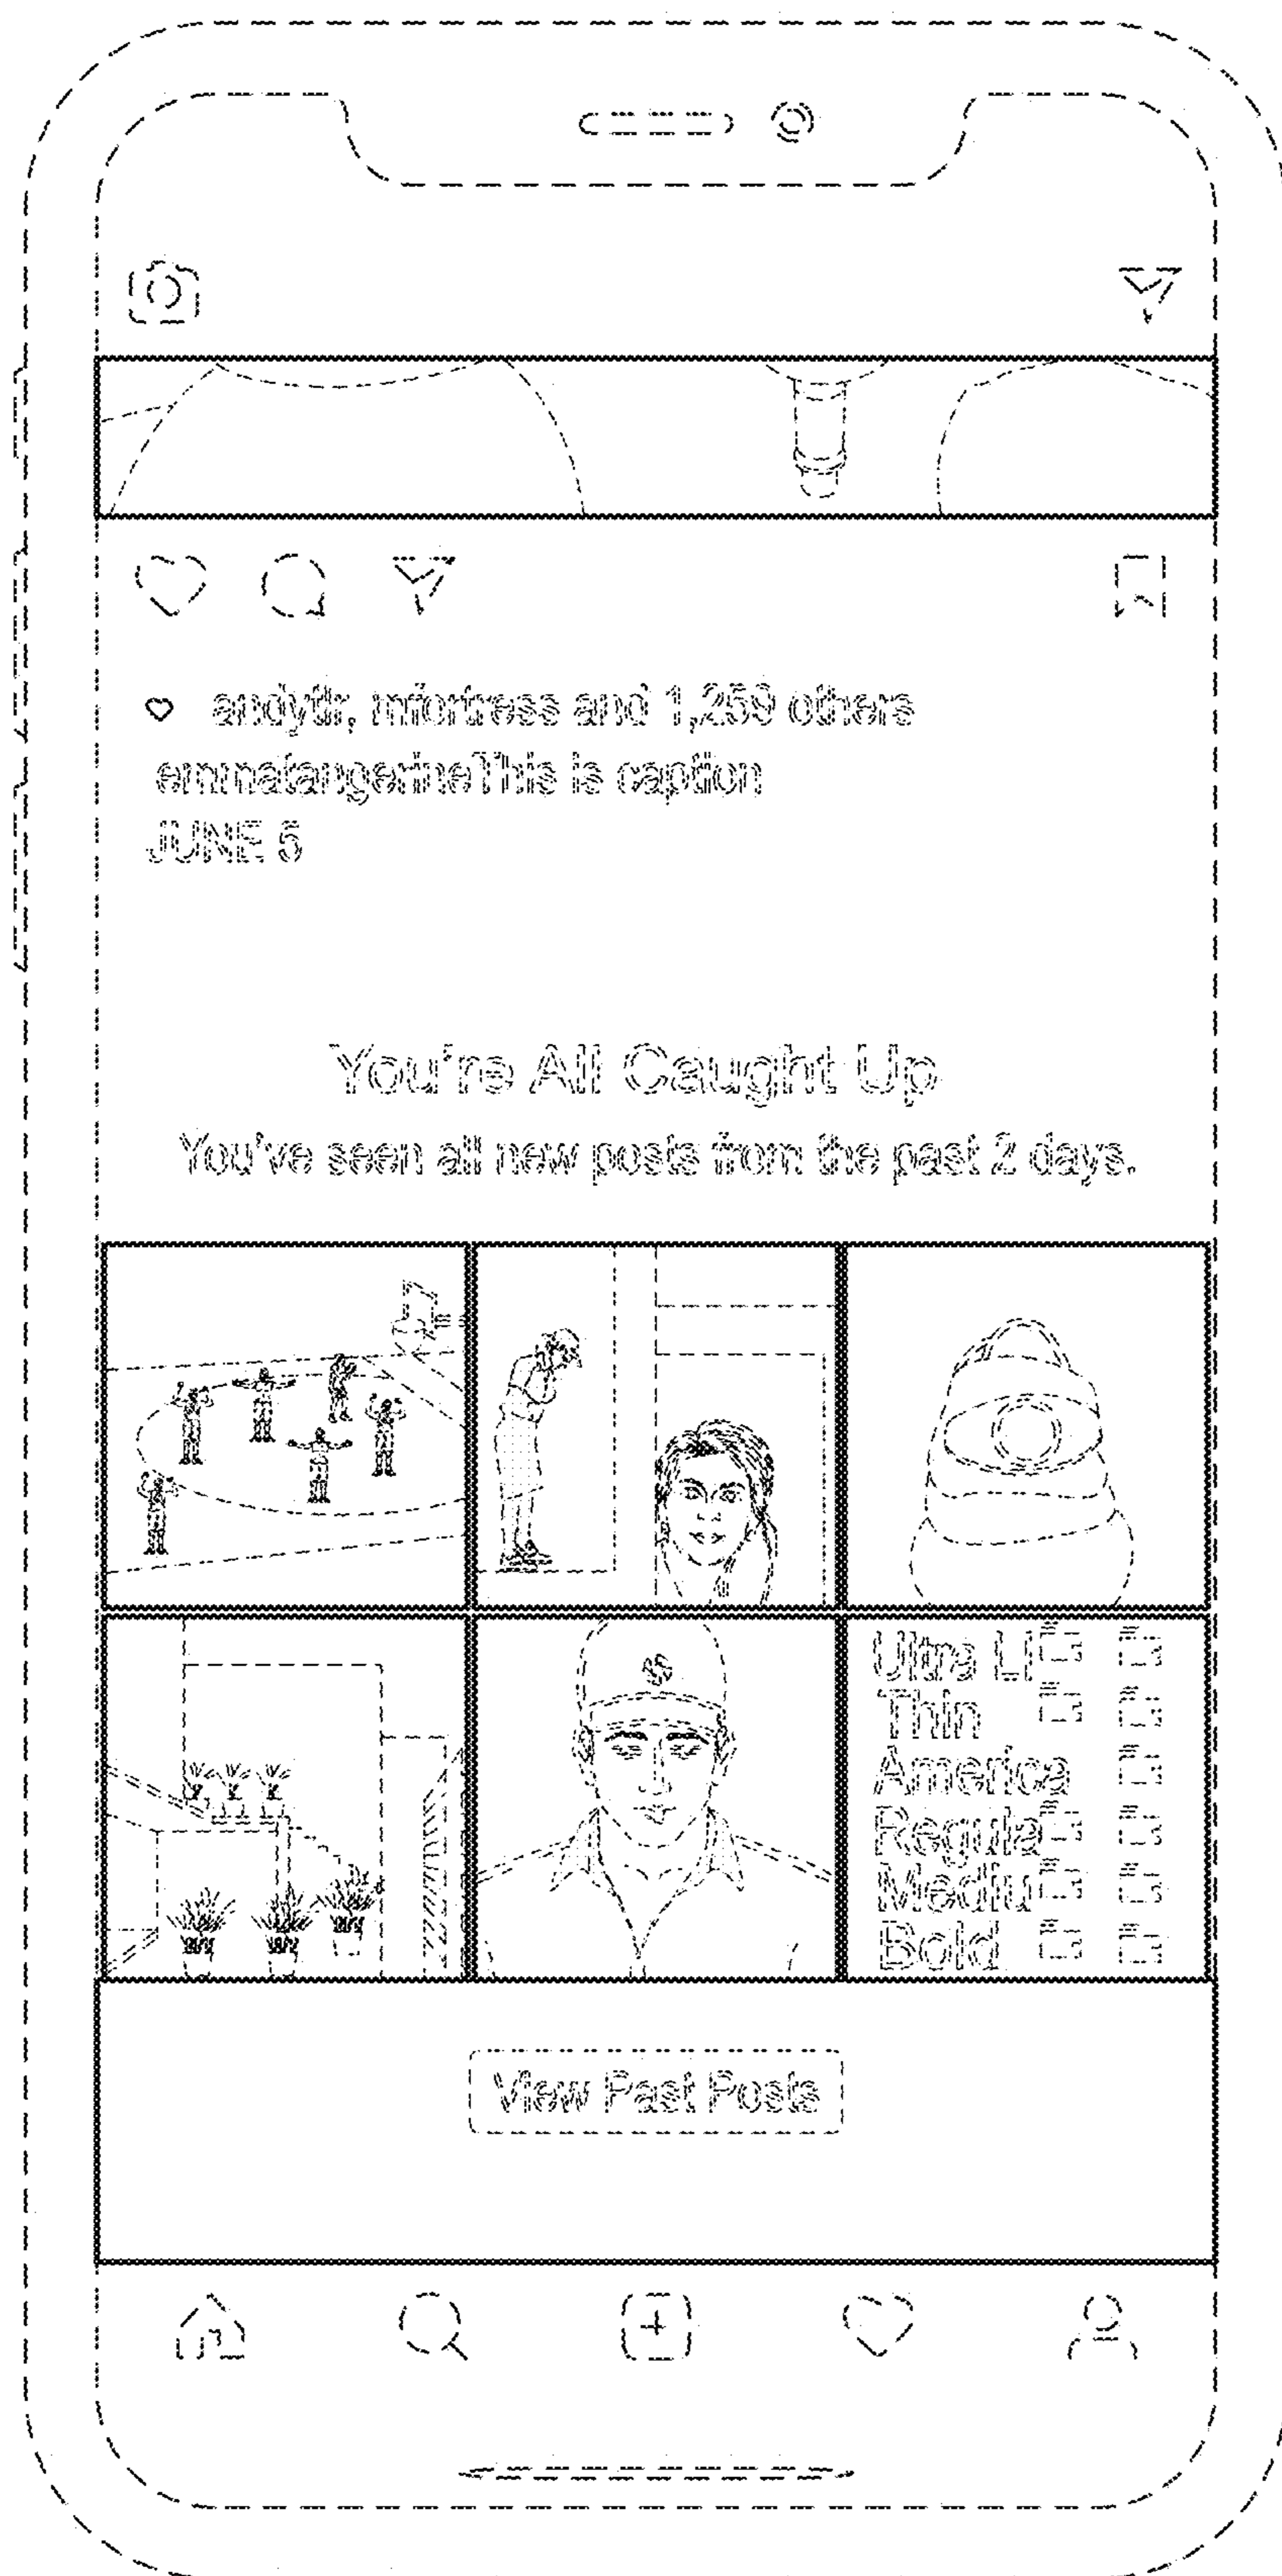 andytlr, mfortress and 1,259 others
emmatangerineThis is caption
JUNE 5
You're All Caught Up
You've seen all new posts from the past 2 days.
Ultra Li
Thin
America
Regula
Mediu
Bold
View Past Posts